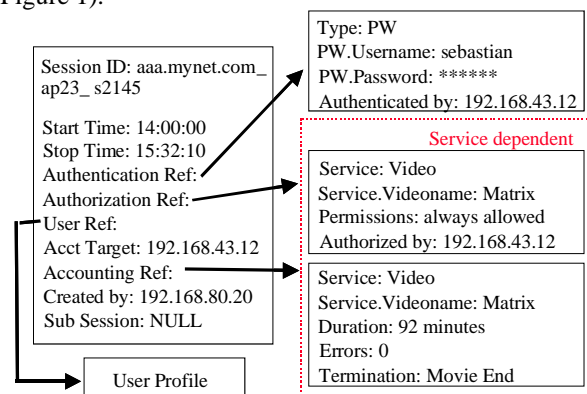 Figure 1).
Session ID: aaa.mynet.com_
ap23_ s2145
Start Time: 14:00:00
Stop Time: 15:32:10
Authentication Ref:
Authorization Ref:
User Ref:
Acct Target: 192.168.43.12
Accounting Ref:
Created by: 192.168.80.20
Sub Session: NULL
User Profile
Type: PW
PW.Username: sebastian
PW.Password: ******
Authenticated by: 192.168.43.12
Service dependent
Service: Video
Service.Videoname: Matrix
Permissions: always allowed
Authorized by: 192.168.43.12
Service: Video
Service.Videoname: Matrix
Duration: 92 minutes
Errors: 0
Termination: Movie End